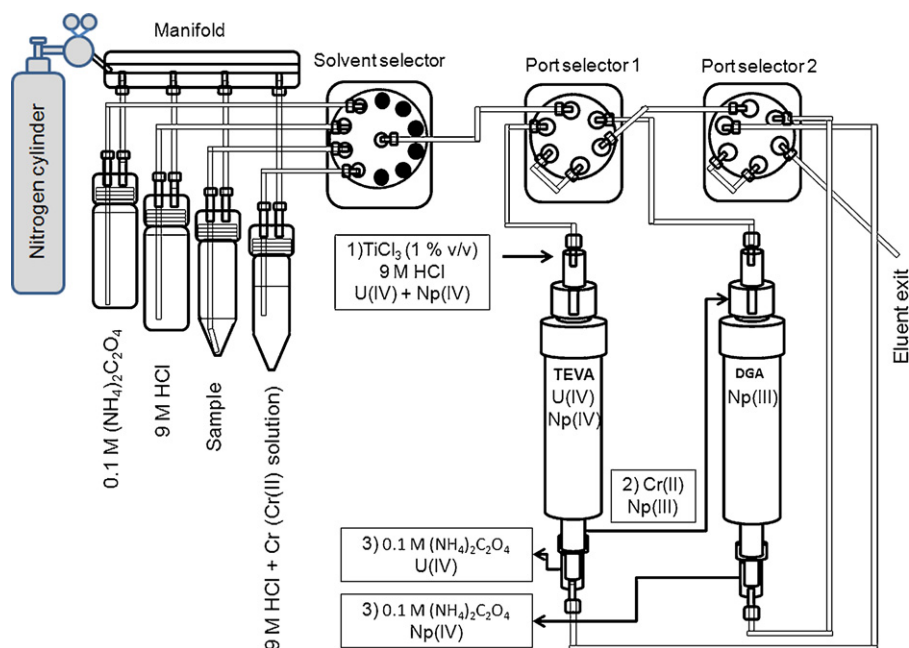 Manifold
Solvent selector
Port selector 1
Port selector 2
Nitrogen cylinder
0.1 M (NH₄)₂C₂O₄
9 M HCl
Sample
9 M HCl + Cr (Cr(II) solution)
1)TiCl₃ (1 % v/v)
9 M HCl
U(IV) + Np(IV)
Eluent exit
TEVA
U(IV)
Np(IV)
DGA
Np(III)
2) Cr(II)
Np(III)
3) 0.1 M (NH₄)₂C₂O₄
U(IV)
3) 0.1 M (NH₄)₂C₂O₄
Np(IV)